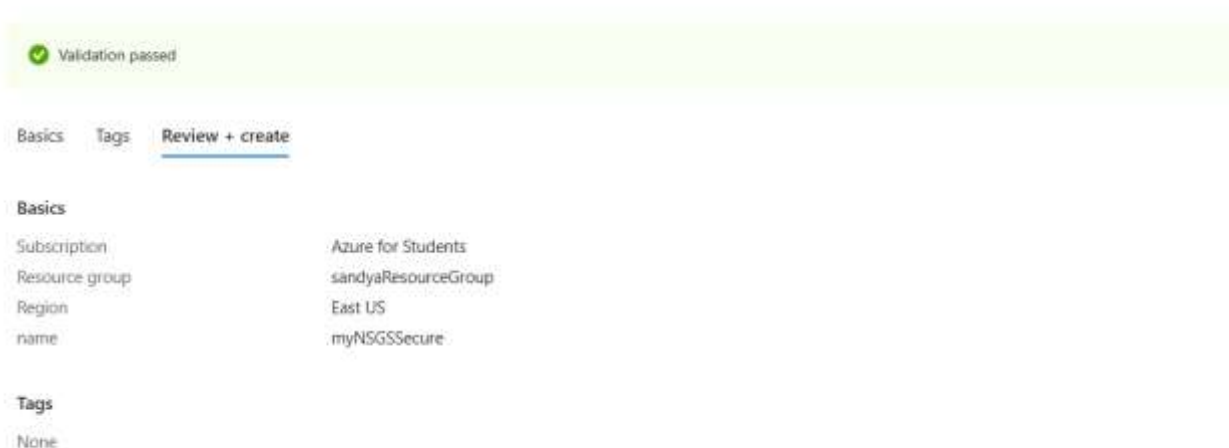 Validation passed
Basics Tags Review + create
Basics
Subscription Azure for Students
Resource group sandyaResourceGroup
Region East US
name myNSGSSecure
Tags
None